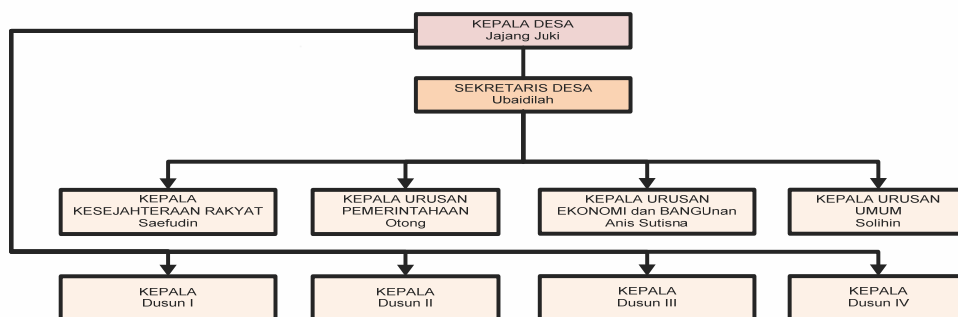 KEPALA DESA
Jajang Juki
SEKRETARIS DESA
Ubaidilah
KEPALA
KESEJAHTERAAN RAKYAT
Saefudin
KEPALA URUSAN
PEMERINTAHAAN
Otong
KEPALA URUSAN
EKONOMI dan BANGUnan
Anis Sutisna
KEPALA URUSAN
UMUM
Solihin
KEPALA
Dusun I
KEPALA
Dusun II
KEPALA
Dusun III
KEPALA
Dusun IV